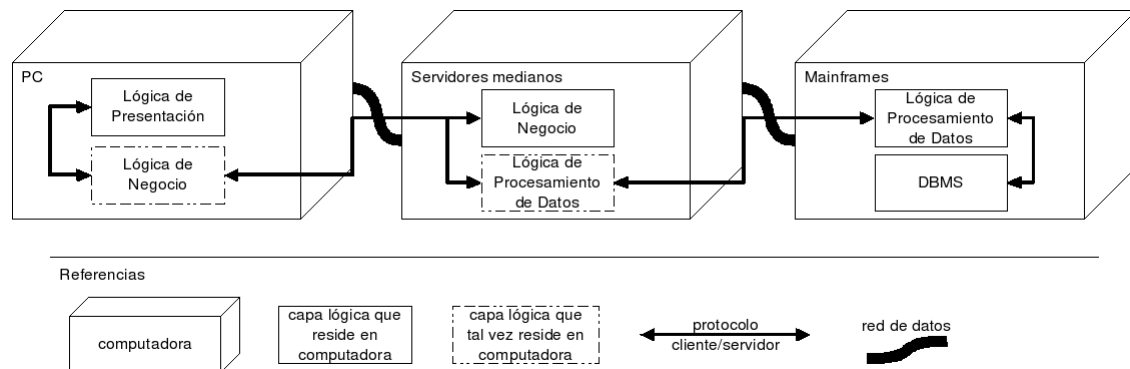 PC
Lógica de
Presentación
Lógica de
Negocio
Servidores medianos
Lógica de
Negocio
Lógica de
Procesamiento
de Datos
Mainframes
Lógica de
Procesamiento
de Datos
DBMS
Referencias
computadora
capa lógica que
reside en
computadora
capa lógica que
tal vez reside en
computadora
protocolo
cliente/servidor
red de datos